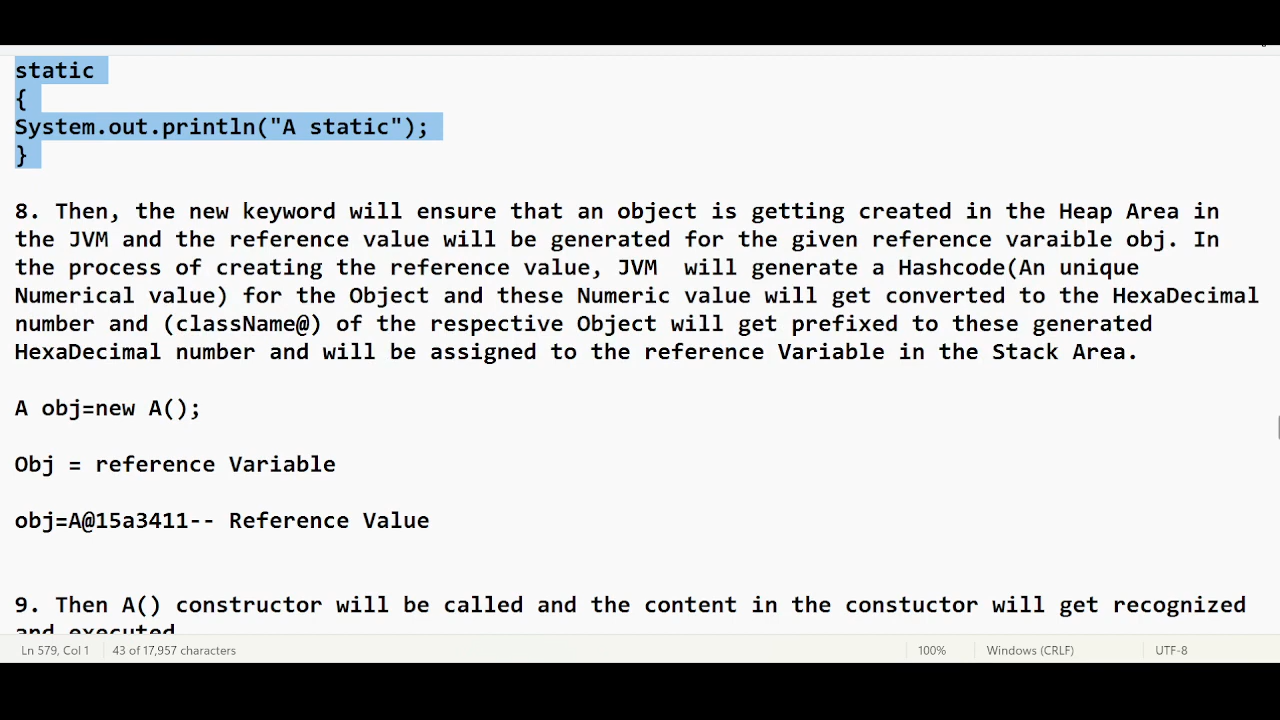 static
{
System.out.println("A static");
}
8. Then, the new keyword will ensure that an object is getting created in the Heap Area in
the JVM and the reference value will be generated for the given reference varaible obj. In
the process of creating the reference value, JVM  will generate a Hashcode(An unique
Numerical value) for the Object and these Numeric value will get converted to the HexaDecimal
number and (className@) of the respective Object will get prefixed to these generated
HexaDecimal number and will be assigned to the reference Variable in the Stack Area.
A obj=new A();
Obj = reference Variable
obj=A@15a3411-- Reference Value
9. Then A() constructor will be called and the content in the constuctor will get recognized
and executed
Ln 579, Col 1 43 of 17,957 characters 100% Windows (CRLF) UTF-8